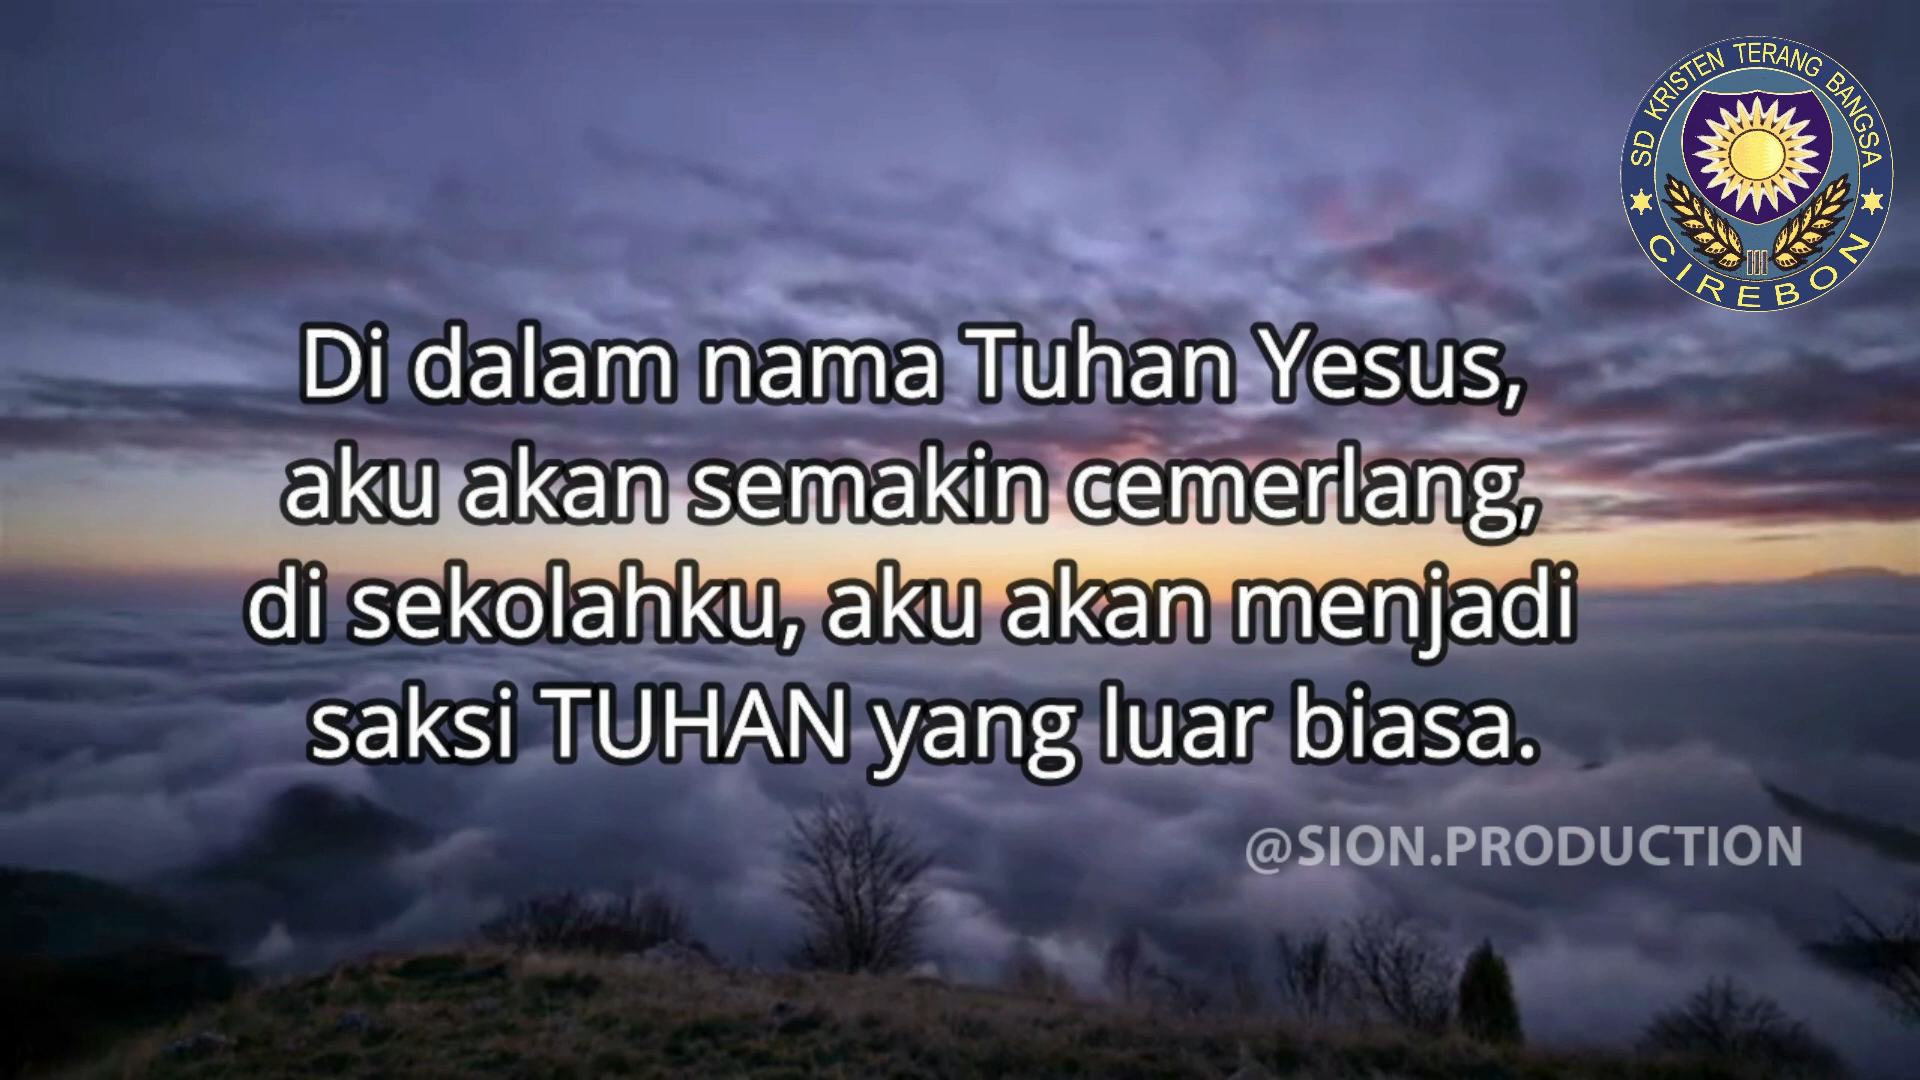 SD KRISTEN TERANG BANGSA
CIREBON
Di dalam nama Tuhan Yesus,
aku akan semakin cemerlang,
di sekolahku, aku akan menjadi
saksi TUHAN yang luar biasa.
@SION.PRODUCTION